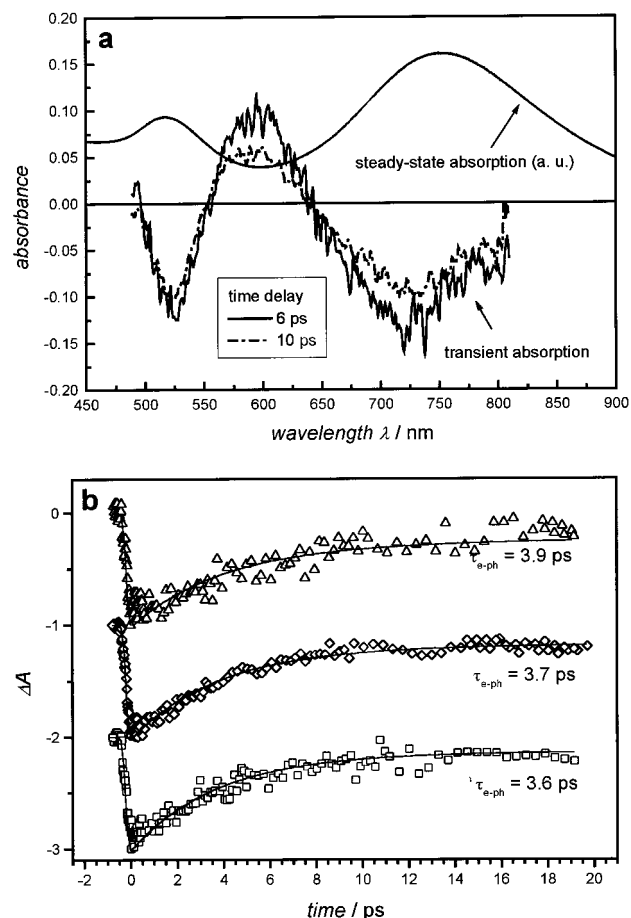 a
0.20
0.15
0.10
0.05
0.00
-0.05
-0.10
-0.15
-0.20
absorbance
steady-state absorption (a. u.)
time delay
6 ps
10 ps
transient absorption
450 500 550 600 650 700 750 800 850 900
wavelength λ / nm
b
0
-1
-2
-3
ΔA
τe-ph = 3.9 ps
τe-ph = 3.7 ps
τe-ph = 3.6 ps
-2 0 2 4 6 8 10 12 14 16 18 20
time / ps